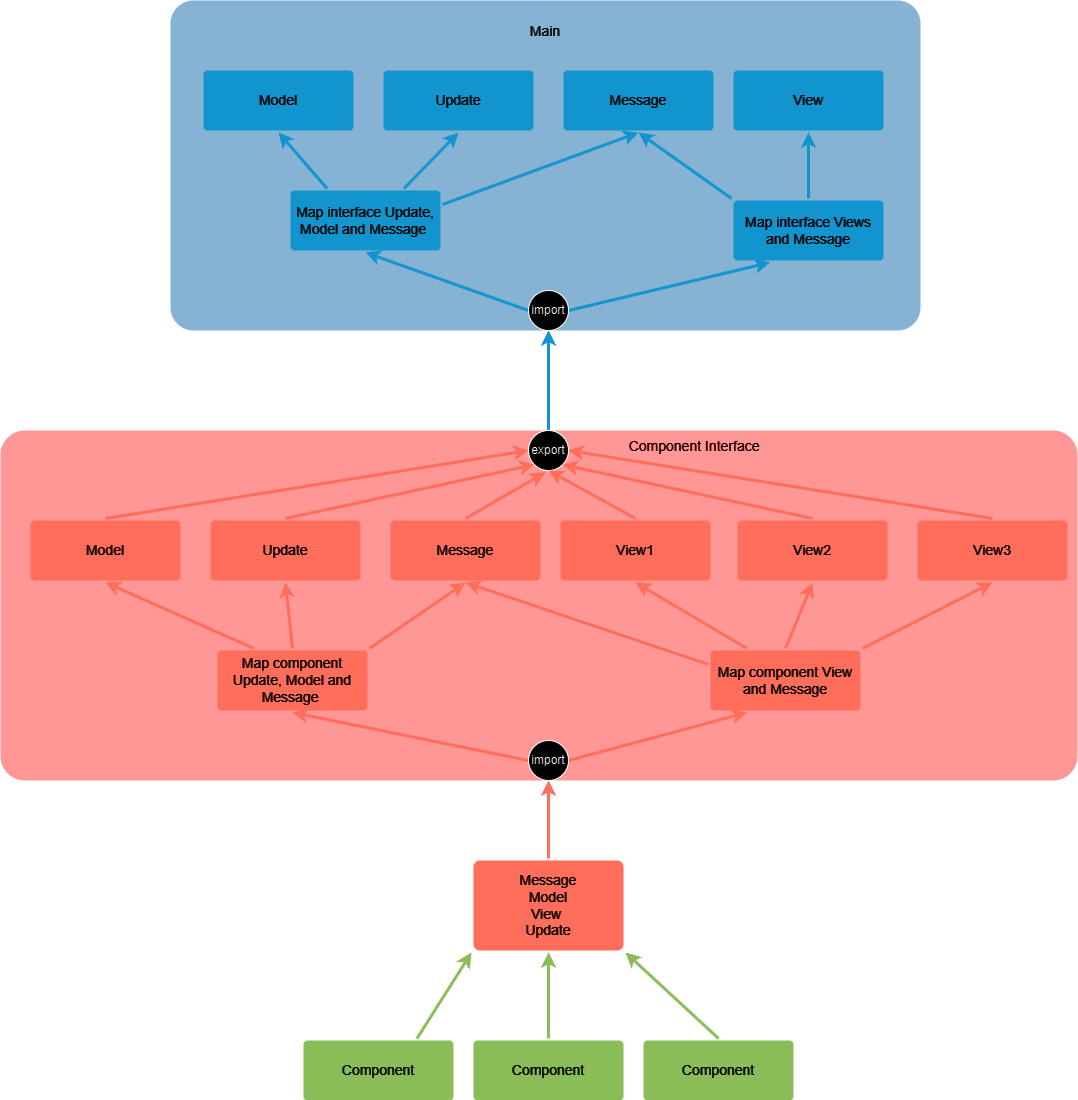 Main
Model
Update
Message
View
Map interface Update,
Model and Message
Map interface Views
and Message
import
export
Component Interface
Model
Update
Message
View1
View2
View3
Map component
Update, Model and
Message
Map component View
and Message
import
Message
Model
View
Update
Component
Component
Component